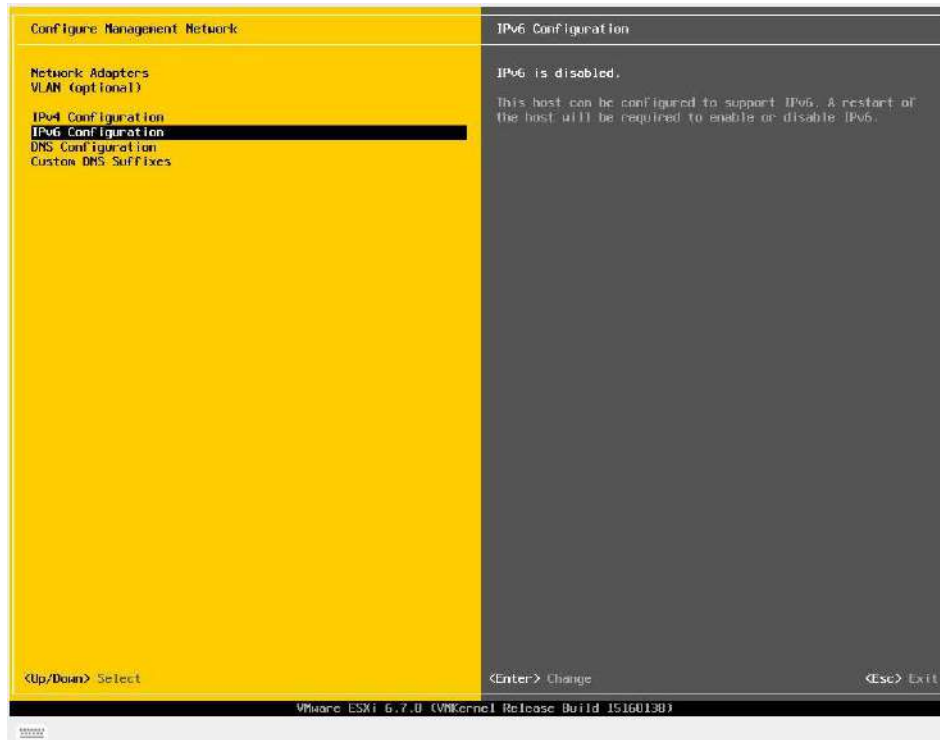 Configure Management Network
Network Adapters
VLAN (optional)
IPv4 Configuration
IPv6 Configuration
DNS Configuration
Custom DNS Suffixes
<Up/Down> Select
IPv6 Configuration
IPv6 is disabled.
This host can be configured to support IPv6. A restart of
the host will be required to enable or disable IPv6.
<Enter> Change
<Esc> Exit
VMware ESXi 6.7.0 (VMKernel Release Build 15160138)